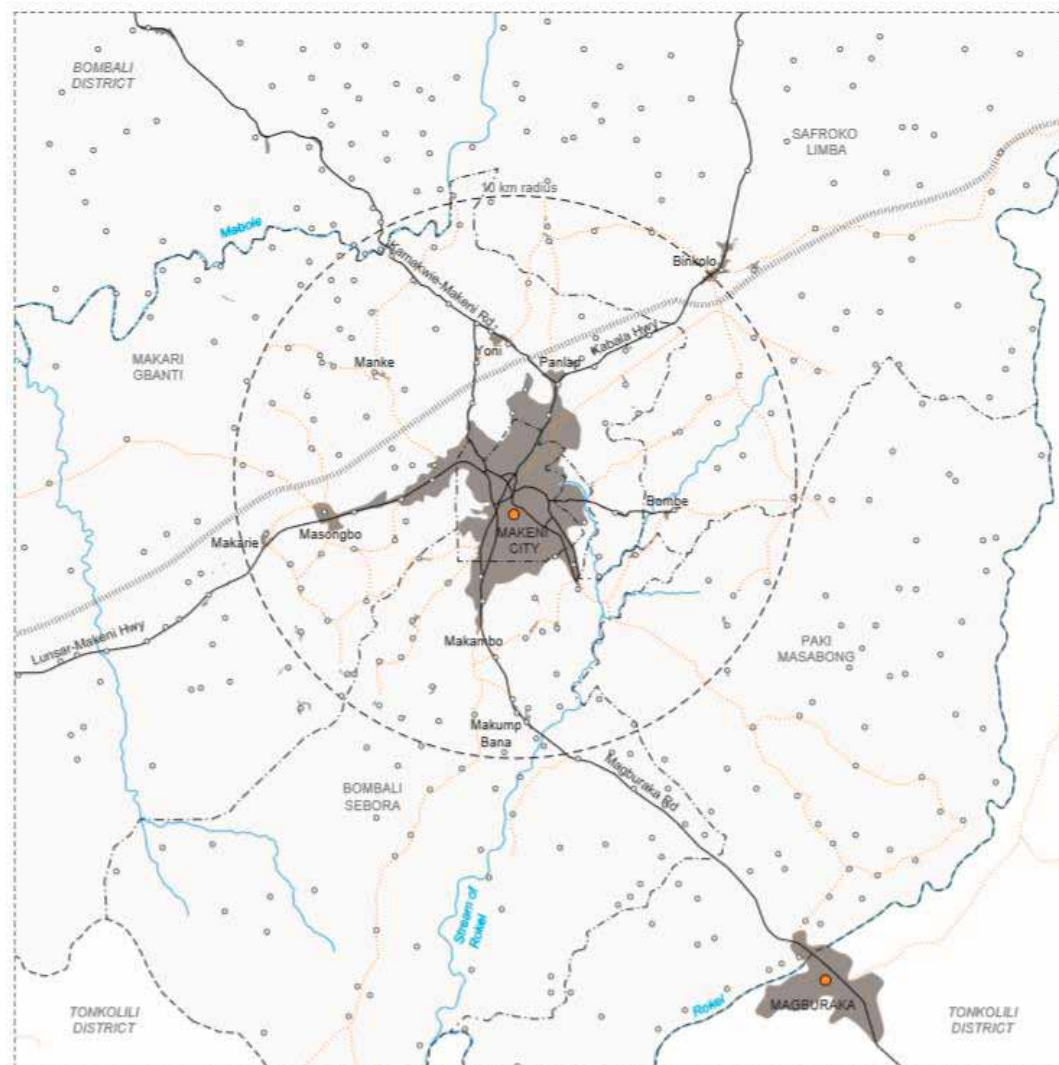 BOMBALI
DISTRICT
SAFROKO
LIMBA
10 km radius
Mabole
Kamakwie-Makeni Rd
Binkolo
MAKARI
GBANTI
Manke
Yoni
Panlap
Kabala Hwy
Bombe
Makarie
Masongbo
MAKENI
CITY
Lunsar-Makeni Hwy
Makambo
PAKI
MASABONG
Makump
Bana
BOMBALI
SEBORA
Magburaka Rd
Stream of
Rokel
Rokel
MAGBURAKA
TONKOLILI
DISTRICT
TONKOLILI
DISTRICT